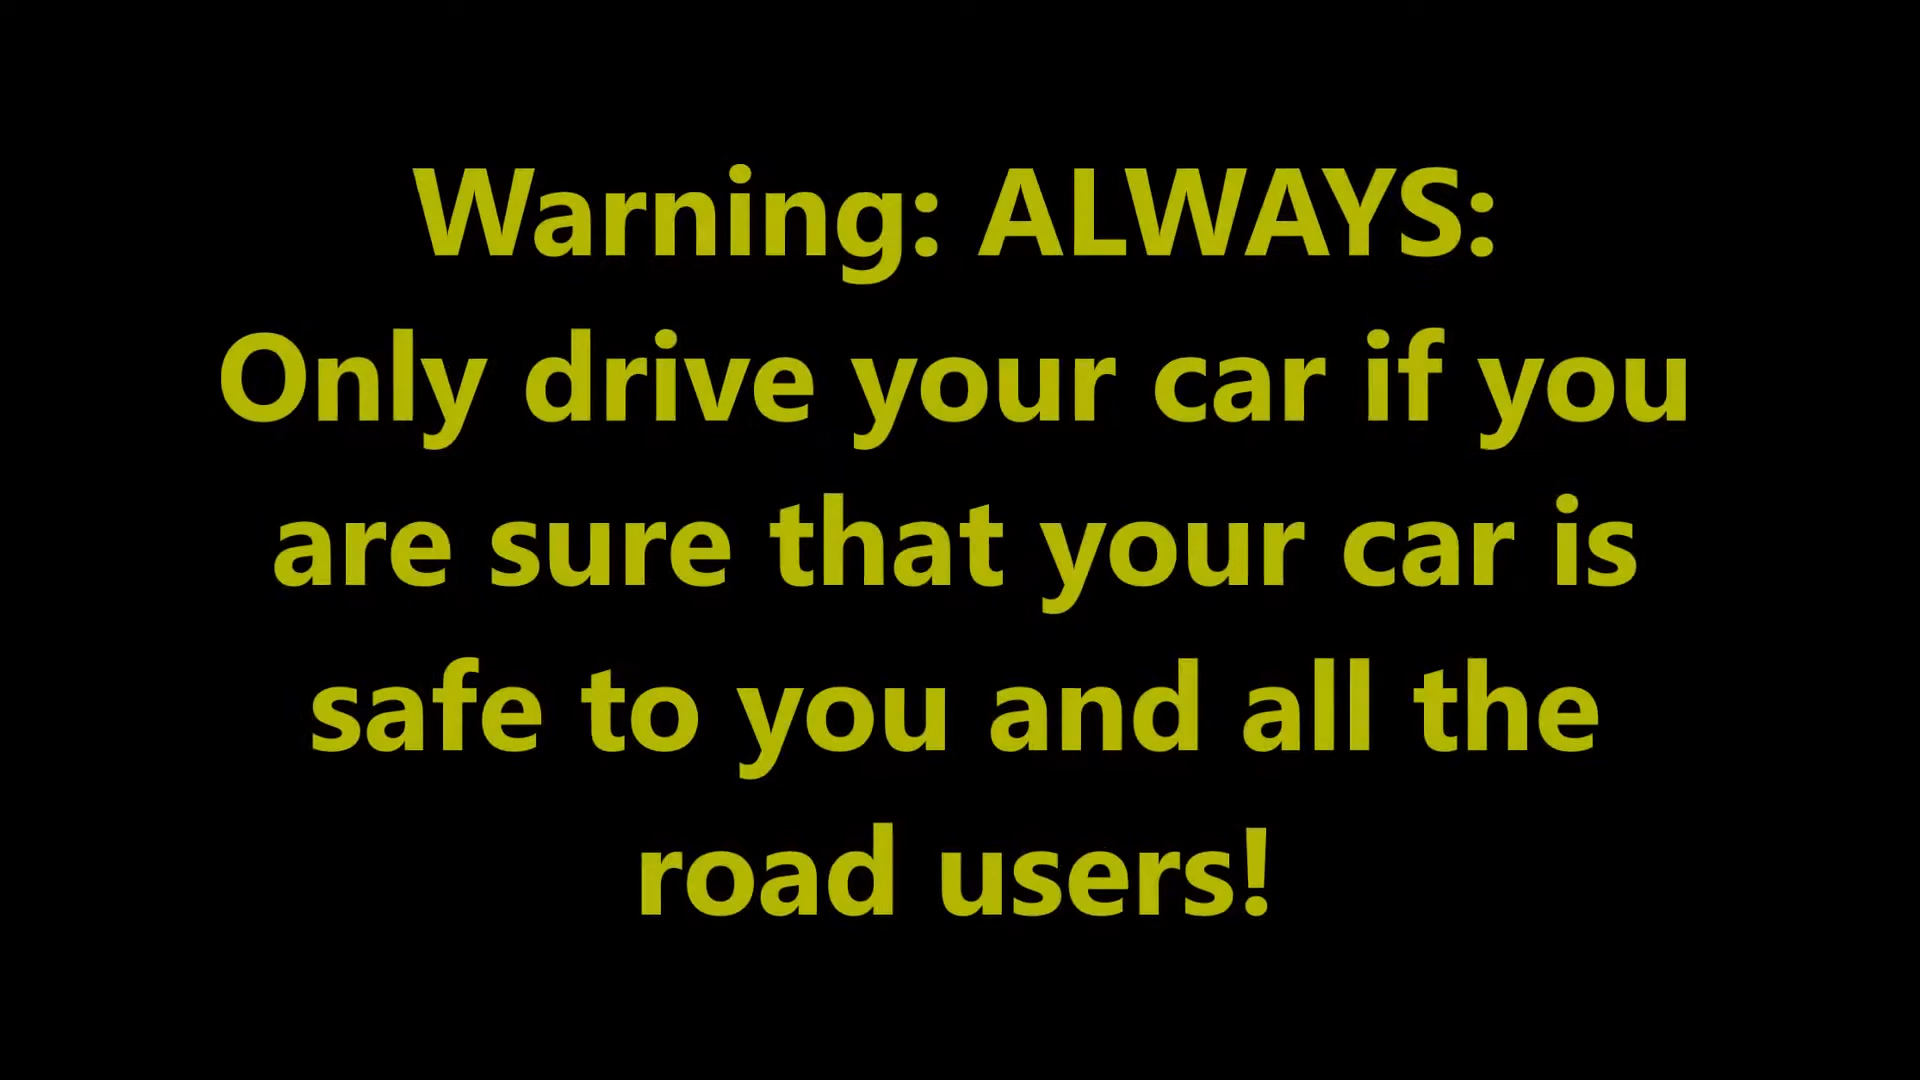 Warning: ALWAYS:
Only drive your car if you
are sure that your car is
safe to you and all the
road users!